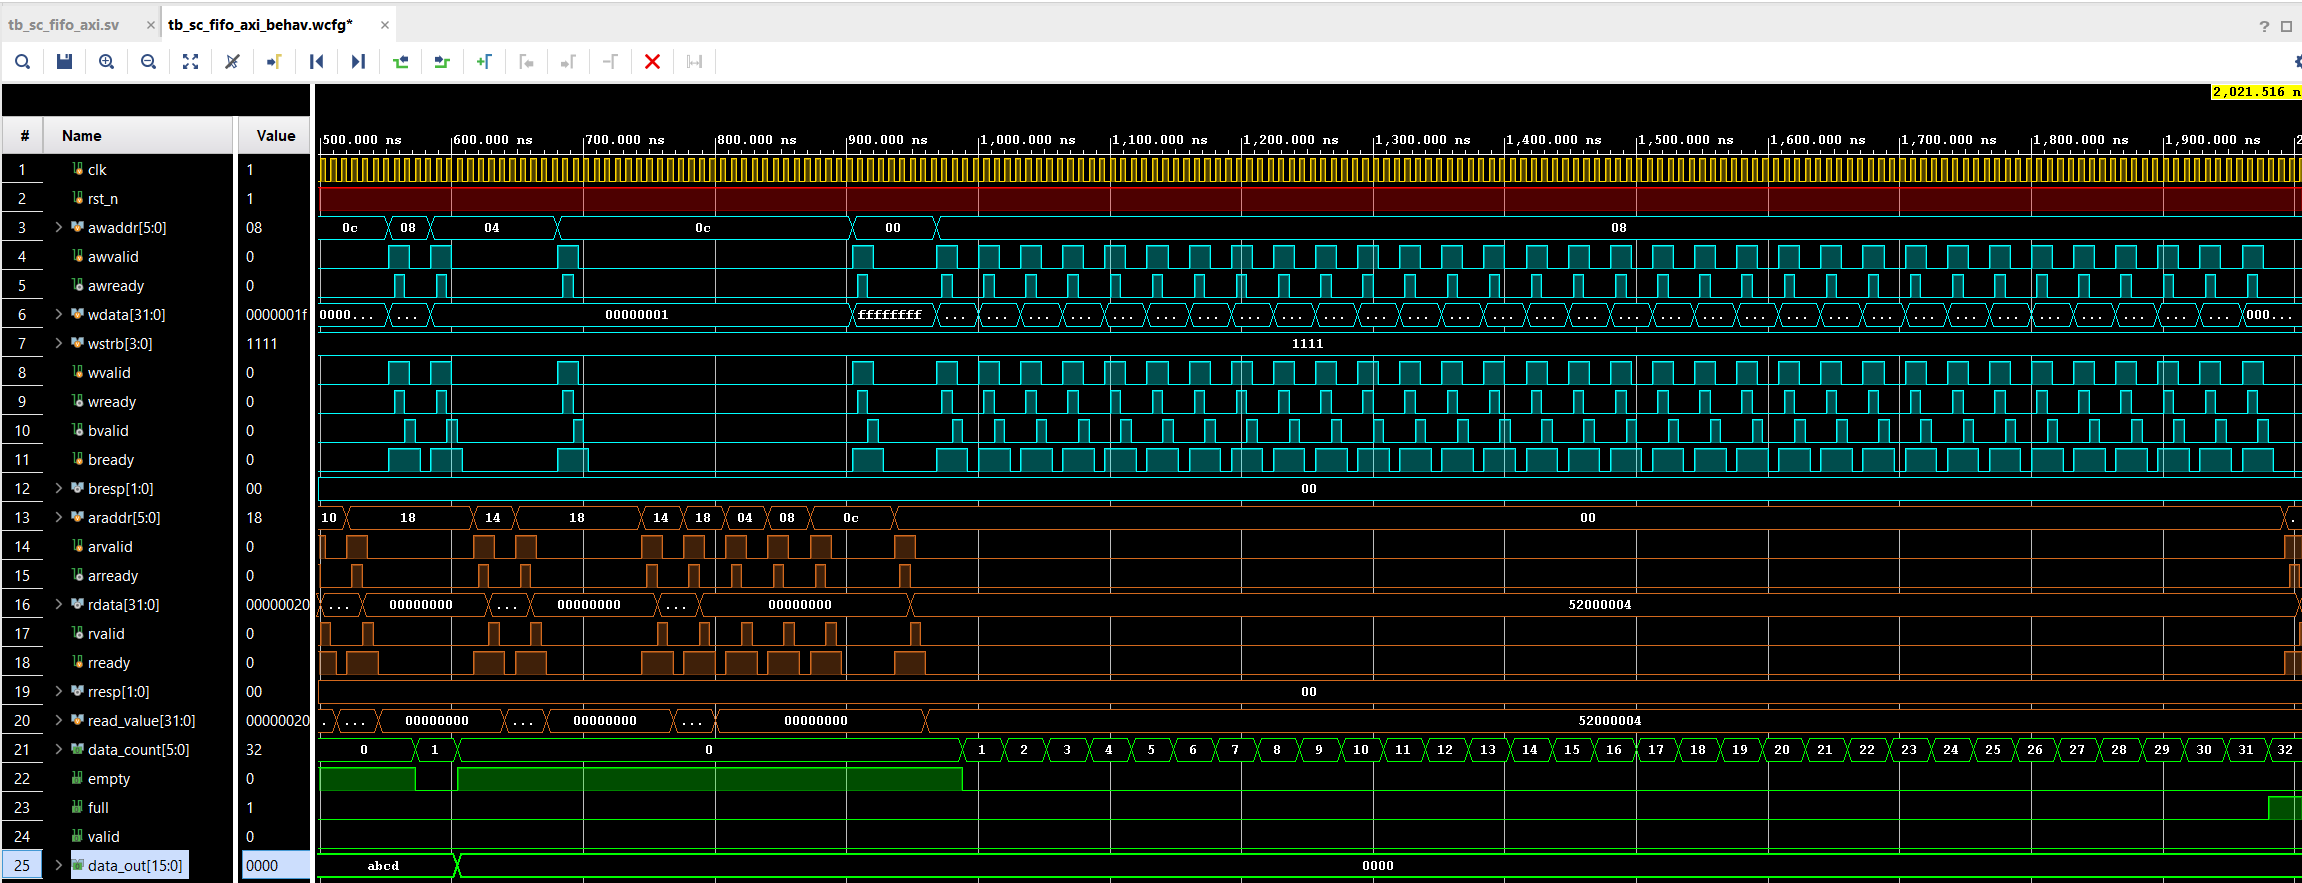 tb_sc_fifo_axi.sv × tb_sc_fifo_axi_behav.wcfg* ×
?
2,021.516 n
# Name Value 500.000 ns 600.000 ns 700.000 ns 800.000 ns 900.000 ns 1,000.000 ns 1,100.000 ns 1,200.000 ns 1,300.000 ns 1,400.000 ns 1,500.000 ns 1,600.000 ns 1,700.000 ns 1,800.000 ns 1,900.000 ns 2
1 clk 1
2 rst_n 1
3 awaddr[5:0] 08 0c 08 04 0c 00 08
4 awvalid 0
5 awready 0
6 wdata[31:0] 0000001f 0000... ... 00000001 ffffffff ... ... ... ... ... ... ... ... ... ... ... ... ... ... ... ... ... ... ... ... ... ... ... ... ... ... ... ... ... ... ... 000...
7 wstrb[3:0] 1111 1111
8 wvalid 0
9 wready 0
10 bvalid 0
11 bready 0
12 bresp[1:0] 00 00
13 araddr[5:0] 18 10 18 14 18 14 18 04 08 0c 00 .
14 arvalid 0
15 arready 0
16 rdata[31:0] 00000020 ... 00000000 ... 00000000 ... 00000000 52000004
17 rvalid 0
18 rready 0
19 rresp[1:0] 00 00
20 read_value[31:0] 00000020 . ... 00000000 ... 00000000 ... 00000000 52000004
21 data_count[5:0] 32 0 1 0 1 2 3 4 5 6 7 8 9 10 11 12 13 14 15 16 17 18 19 20 21 22 23 24 25 26 27 28 29 30 31 32
22 empty 0
23 full 1
24 valid 0
25 data_out[15:0] 0000 abcd 0000